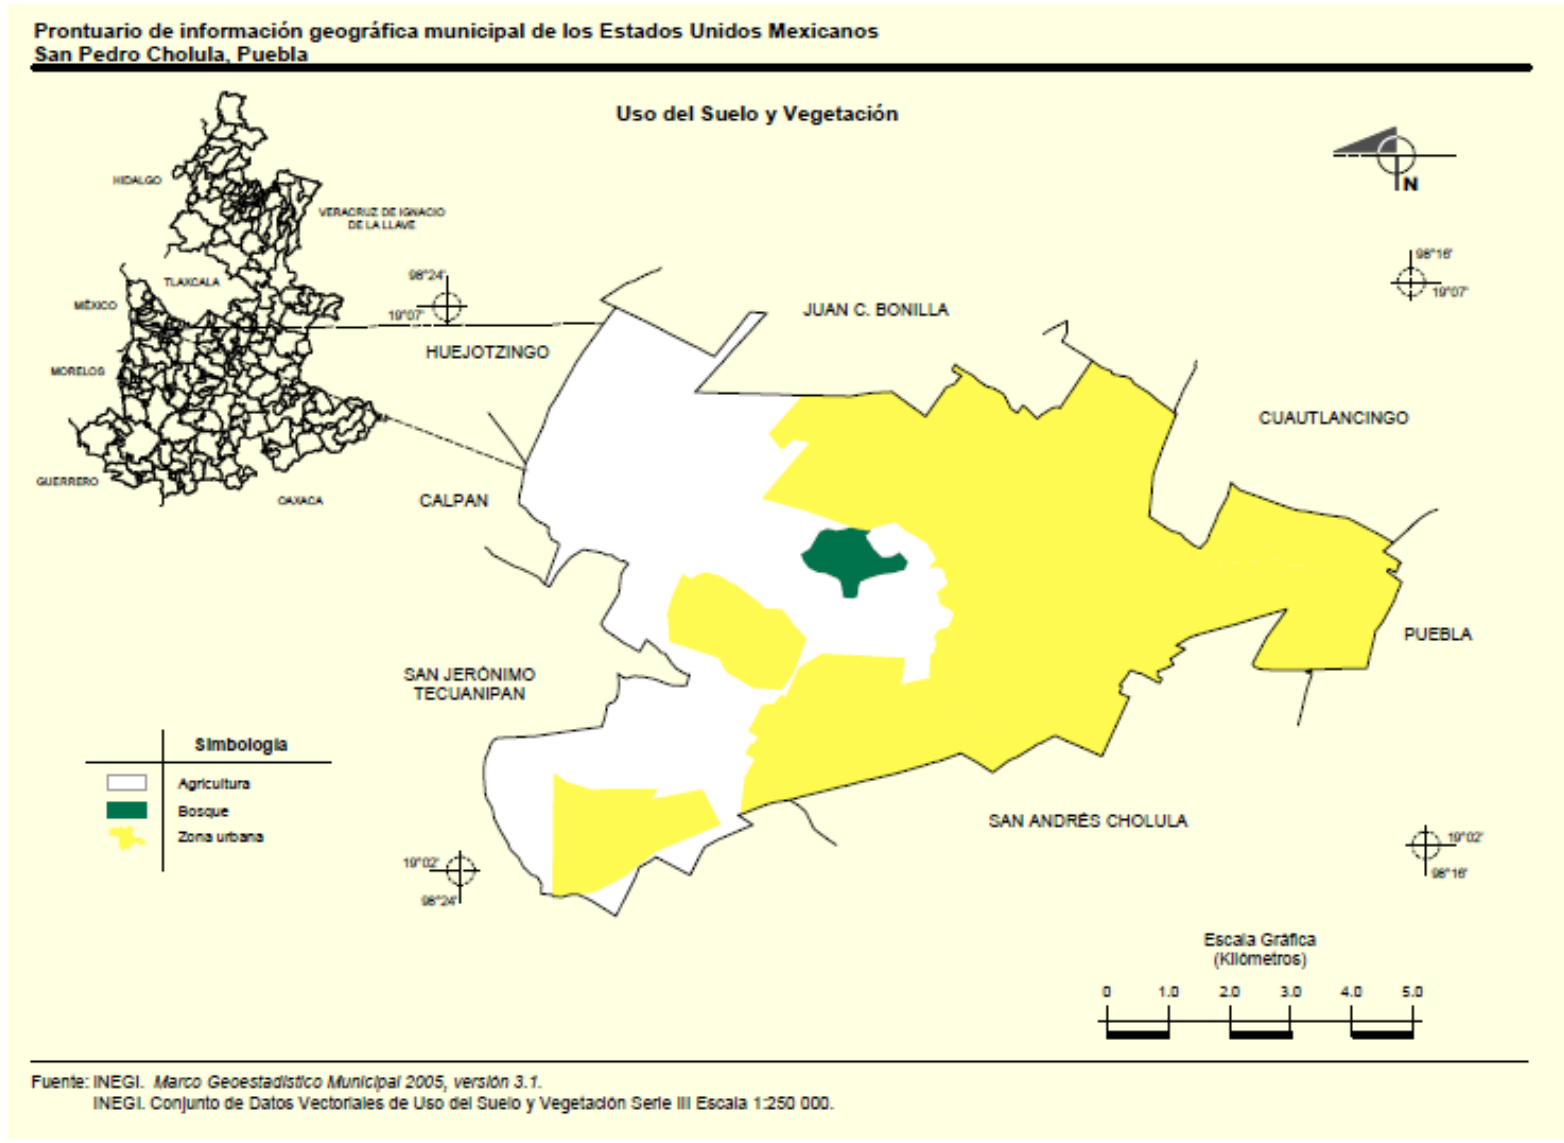 Prontuario de información geográfica municipal de los Estados Unidos Mexicanos
San Pedro Cholula, Puebla
Uso del Suelo y Vegetación
N
HIDALGO
VERACRUZ DE IGNACIO
DE LA LLAVE
TLAXCALA
MÉXICO
MORELOS
GUERRERO
OAXACA
98°24'
19°07'
98°16'
19°07'
JUAN C. BONILLA
HUEJOTZINGO
CUAUTLANCINGO
CALPAN
PUEBLA
SAN JERÓNIMO
TECUANIPAN
SAN ANDRÉS CHOLULA
Simbología
Agricultura
Bosque
Zona urbana
19°02'
98°24'
19°02'
98°16'
Escala Gráfica
(Kilómetros)
0 1.0 2.0 3.0 4.0 5.0
Fuente: INEGI. Marco Geoestadístico Municipal 2005, versión 3.1.
INEGI. Conjunto de Datos Vectoriales de Uso del Suelo y Vegetación Serie III Escala 1:250 000.